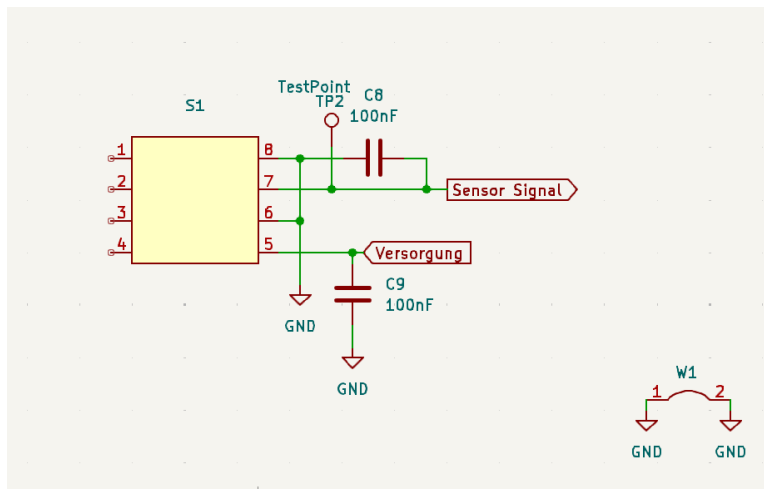 TestPoint
TP2
C8
100nF
S1
1
8
2
7
Sensor Signal
3
6
4
5
Versorgung
C9
100nF
GND
GND
W1
1
2
GND
GND